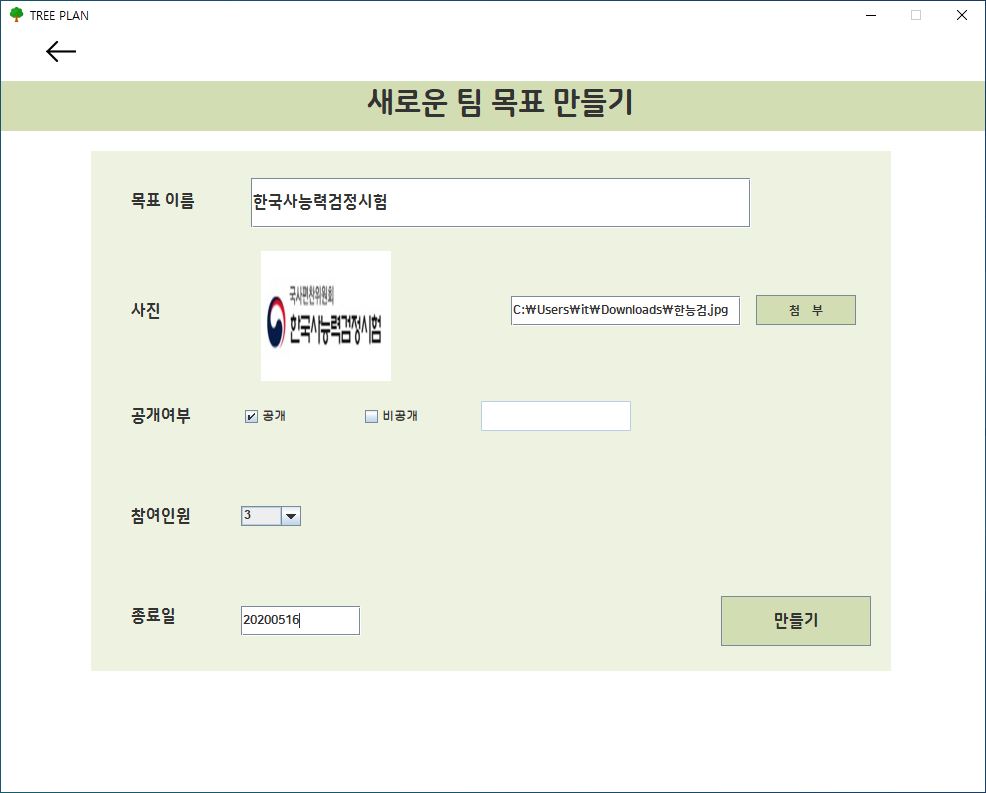 TREE PLAN
새로운 팀 목표 만들기
목표 이름
한국사능력검정시험
사진
국사편찬위원회
한국사능력검정시험
C:₩Users₩it₩Downloads₩한능검.jpg
첨 부
공개여부
공개
비공개
참여인원
3
종료일
20200516
만들기